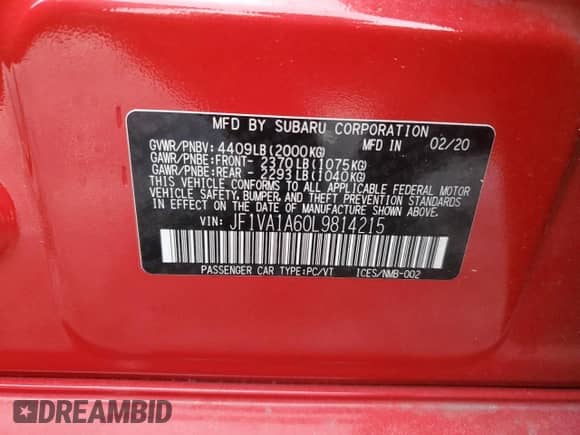 MFD BY SUBARU CORPORATION
GVWR/PNBV: 4409LB(2000KG) MFD IN 02/20
GAWR/PNBE:FRONT- 2370LB(1075KG)
GAWR/PNBE:REAR - 2293LB(1040KG)
THIS VEHICLE CONFORMS TO ALL APPLICABLE FEDERAL MOTOR
VEHICLE SAFETY, BUMPER, AND THEFT PREVENTION STANDARDS
IN EFFECT ON THE DATE OF MANUFACTURE SHOWN ABOVE.
VIN: JF1VA1A60L9814215
PASSENGER CAR TYPE:PC/VT ICES/NMB-002
DREAMBID